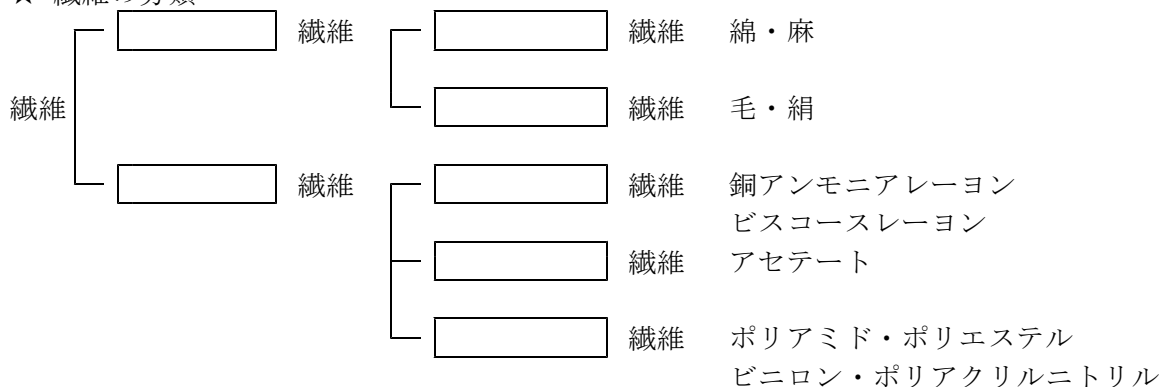 ★ 繊維の分類
繊維 繊維 綿・麻
繊維 繊維 毛・絹
繊維 繊維 銅アンモニアレーヨン
ビスコースレーヨン
繊維 アセテート
繊維 ポリアミド・ポリエステル
ビニロン・ポリアクリルニトリル